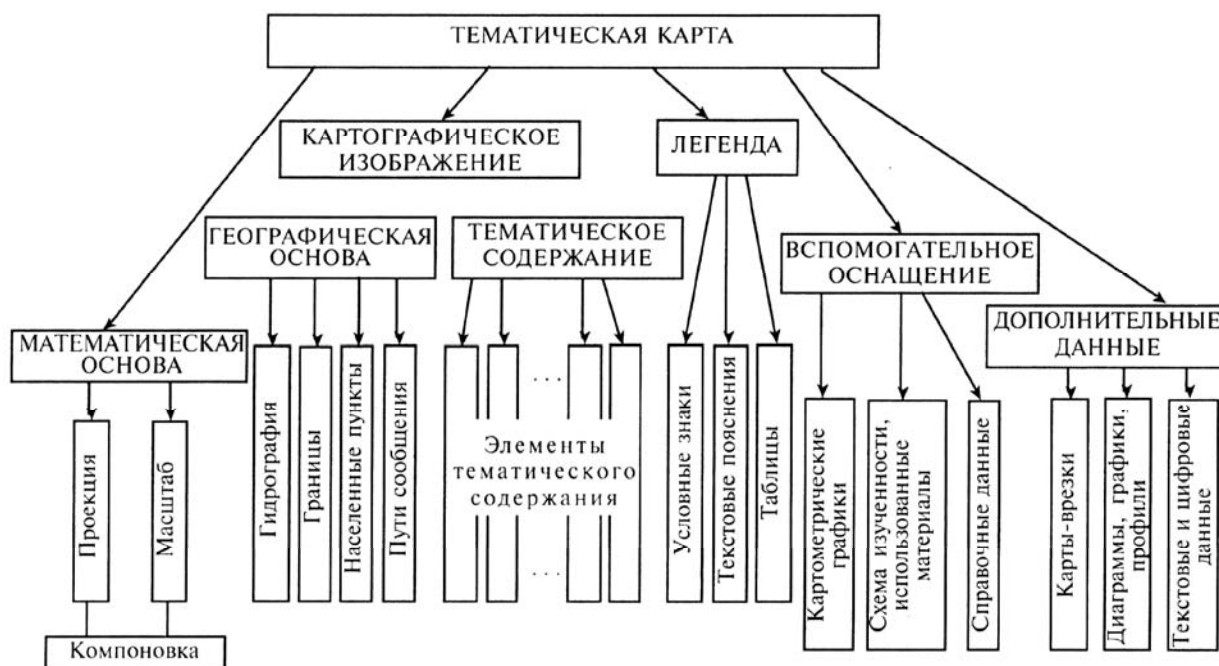 ТЕМАТИЧЕСКАЯ КАРТА
КАРТОГРАФИЧЕСКОЕ
ИЗОБРАЖЕНИЕ
ЛЕГЕНДА
ГЕОГРАФИЧЕСКАЯ
ОСНОВА
ТЕМАТИЧЕСКОЕ
СОДЕРЖАНИЕ
ВСПОМОГАТЕЛЬНОЕ
ОСНАЩЕНИЕ
МАТЕМАТИЧЕСКАЯ
ОСНОВА
ДОПОЛНИТЕЛЬНЫЕ
ДАННЫЕ
Проекция
Масштаб
Компоновка
Гидрография
Границы
Населенные пункты
Пути сообщения
...
Элементы
тематического
содержания
...
Условные знаки
Текстовые пояснения
Таблицы
Картометрические
графики
Схема изученности,
использованные
материалы
Справочные данные
Карты-врезки
Диаграммы, графики,
профили
Текстовые и цифровые
данные